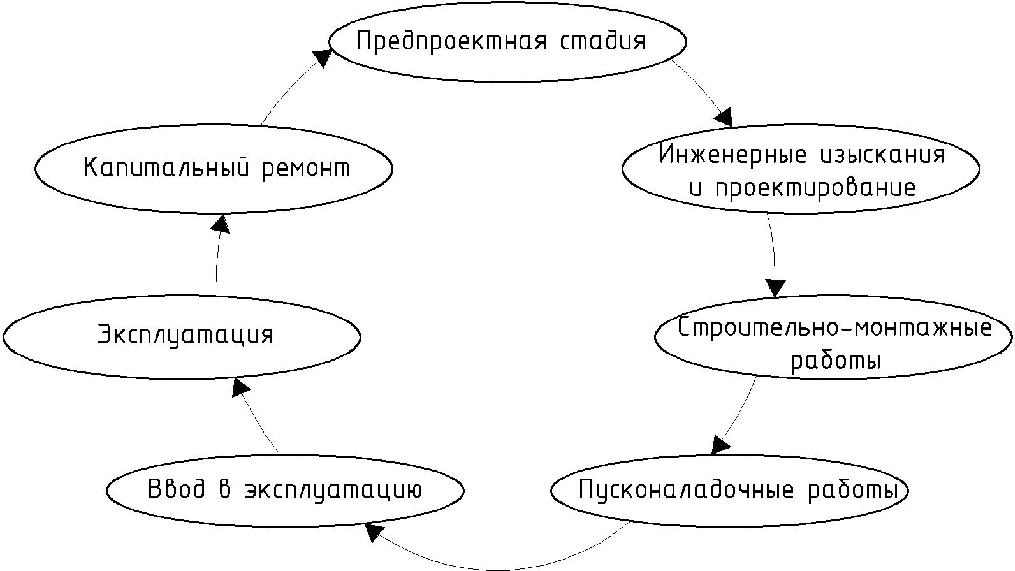 Предпроектная стадия
Инженерные изыскания
и проектирование
Строительно-монтажные
работы
Пусконаладочные работы
Ввод в эксплуатацию
Эксплуатация
Капитальный ремонт